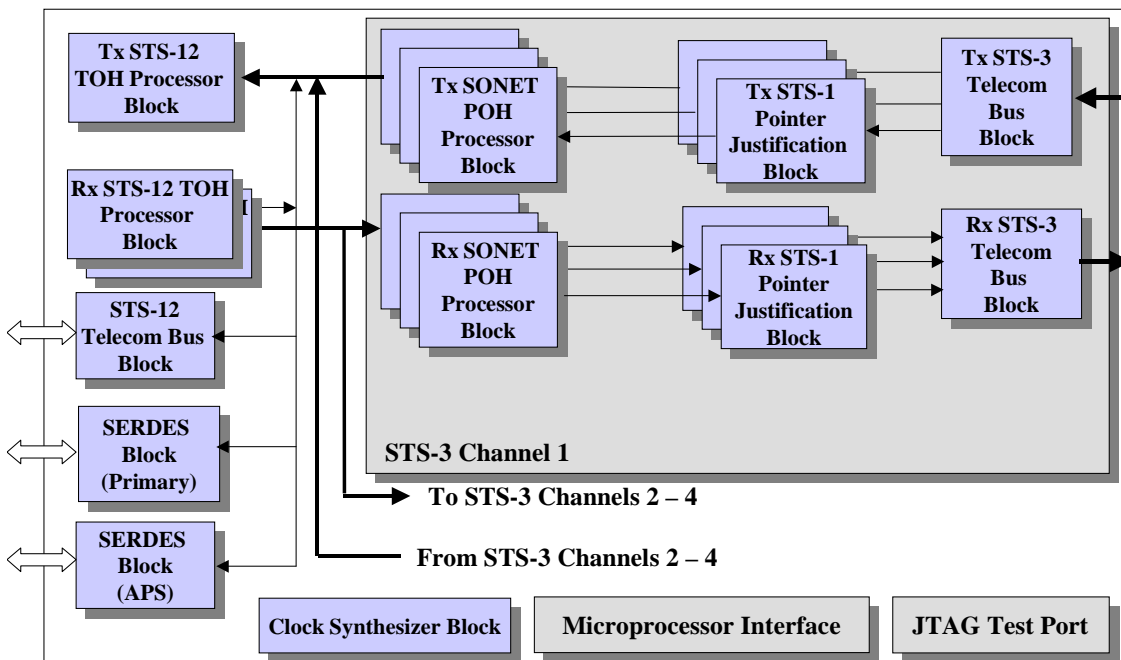 Tx STS-12
TOH Processor
Block
Tx SONET
POH
Processor
Block
Tx STS-1
Pointer
Justification
Block
Tx STS-3
Telecom
Bus
Block
Rx STS-12 TOH
Processor
Block
Rx SONET
POH
Processor
Block
Rx STS-1
Pointer
Justification
Block
Rx STS-3
Telecom
Bus
Block
STS-12
Telecom Bus
Block
SERDES
Block
(Primary)
STS-3 Channel 1
To STS-3 Channels 2 – 4
SERDES
Block
(APS)
From STS-3 Channels 2 – 4
Clock Synthesizer Block
Microprocessor Interface
JTAG Test Port